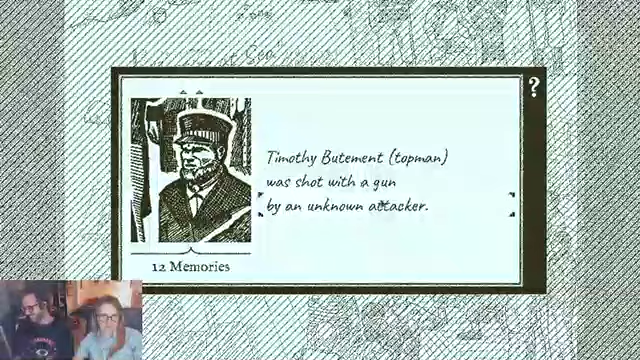 ?
Timothy Butement (topman)
was shot with a gun
by an unknown attacker.
12 Memories